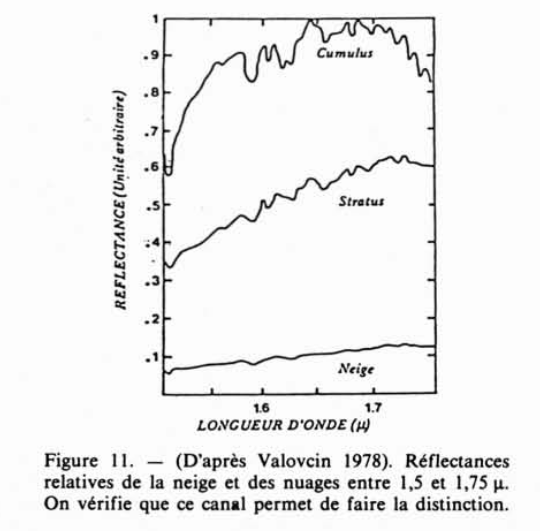 1
.9
.8
.7
.6
.5
.4
.3
.2
.1
REFLECTANCE (Unité arbitraire)
Cumulus
Stratus
Neige
1.6 1.7
LONGUEUR D'ONDE (μ)
Figure 11. — (D'après Valovcin 1978). Réflectances
relatives de la neige et des nuages entre 1,5 et 1,75 μ.
On vérifie que ce canal permet de faire la distinction.